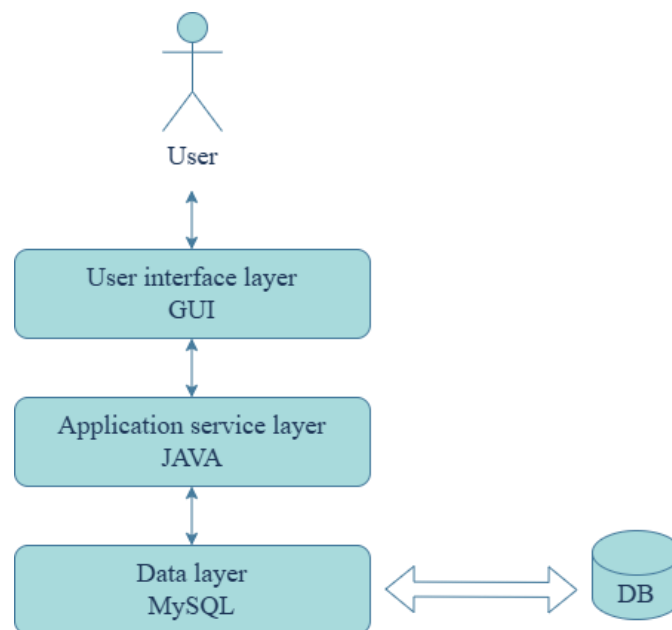 User
User interface layer
GUI
Application service layer
JAVA
Data layer
MySQL
DB